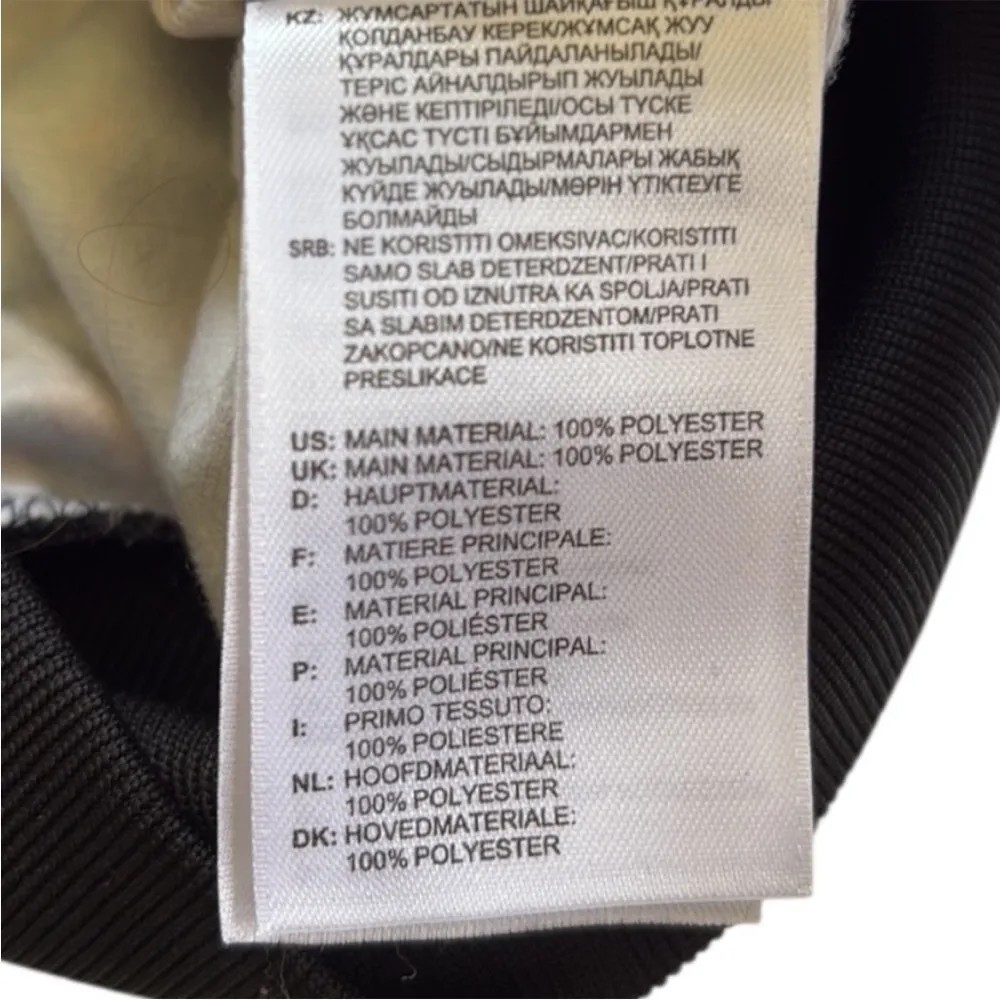 KZ: ЖҰМСАРТАТЫН ШАЙҚАҒЫШ ҚҰРАЛДЫ
ҚОЛДАНБАУ КЕРЕК/ЖҰМСАҚ ЖУУ
ҚҰРАЛДАРЫ ПАЙДАЛАНЫЛАДЫ/
ТЕРІС АЙНАЛДЫРЫП ЖУЫЛАДЫ
ЖӘНЕ КЕПТІРІЛЕДІ/ОСЫ ТҮСКЕ
ҰҚСАС ТҮСТІ БҰЙЫМДАРМЕН
ЖУЫЛАДЫ/СЫДЫРМАЛАРЫ ЖАБЫҚ
КҮЙДЕ ЖУЫЛАДЫ/МӨРІН ҮТІКТЕУГЕ
БОЛМАЙДЫ
SRB: NE KORISTITI OMEKSIVAC/KORISTITI
SAMO SLAB DETERDZENT/PRATI I
SUSITI OD IZNUTRA KA SPOLJA/PRATI
SA SLABIM DETERDZENTOM/PRATI
ZAKOPCANO/NE KORISTITI TOPLOTNE
PRESLIKACE
US: MAIN MATERIAL: 100% POLYESTER
UK: MAIN MATERIAL: 100% POLYESTER
D: HAUPTMATERIAL:
100% POLYESTER
F: MATIERE PRINCIPALE:
100% POLYESTER
E: MATERIAL PRINCIPAL:
100% POLIÉSTER
P: MATERIAL PRINCIPAL:
100% POLIÉSTER
I: PRIMO TESSUTO:
100% POLIESTERE
NL: HOOFDMATERIAAL:
100% POLYESTER
DK: HOVEDMATERIALE:
100% POLYESTER